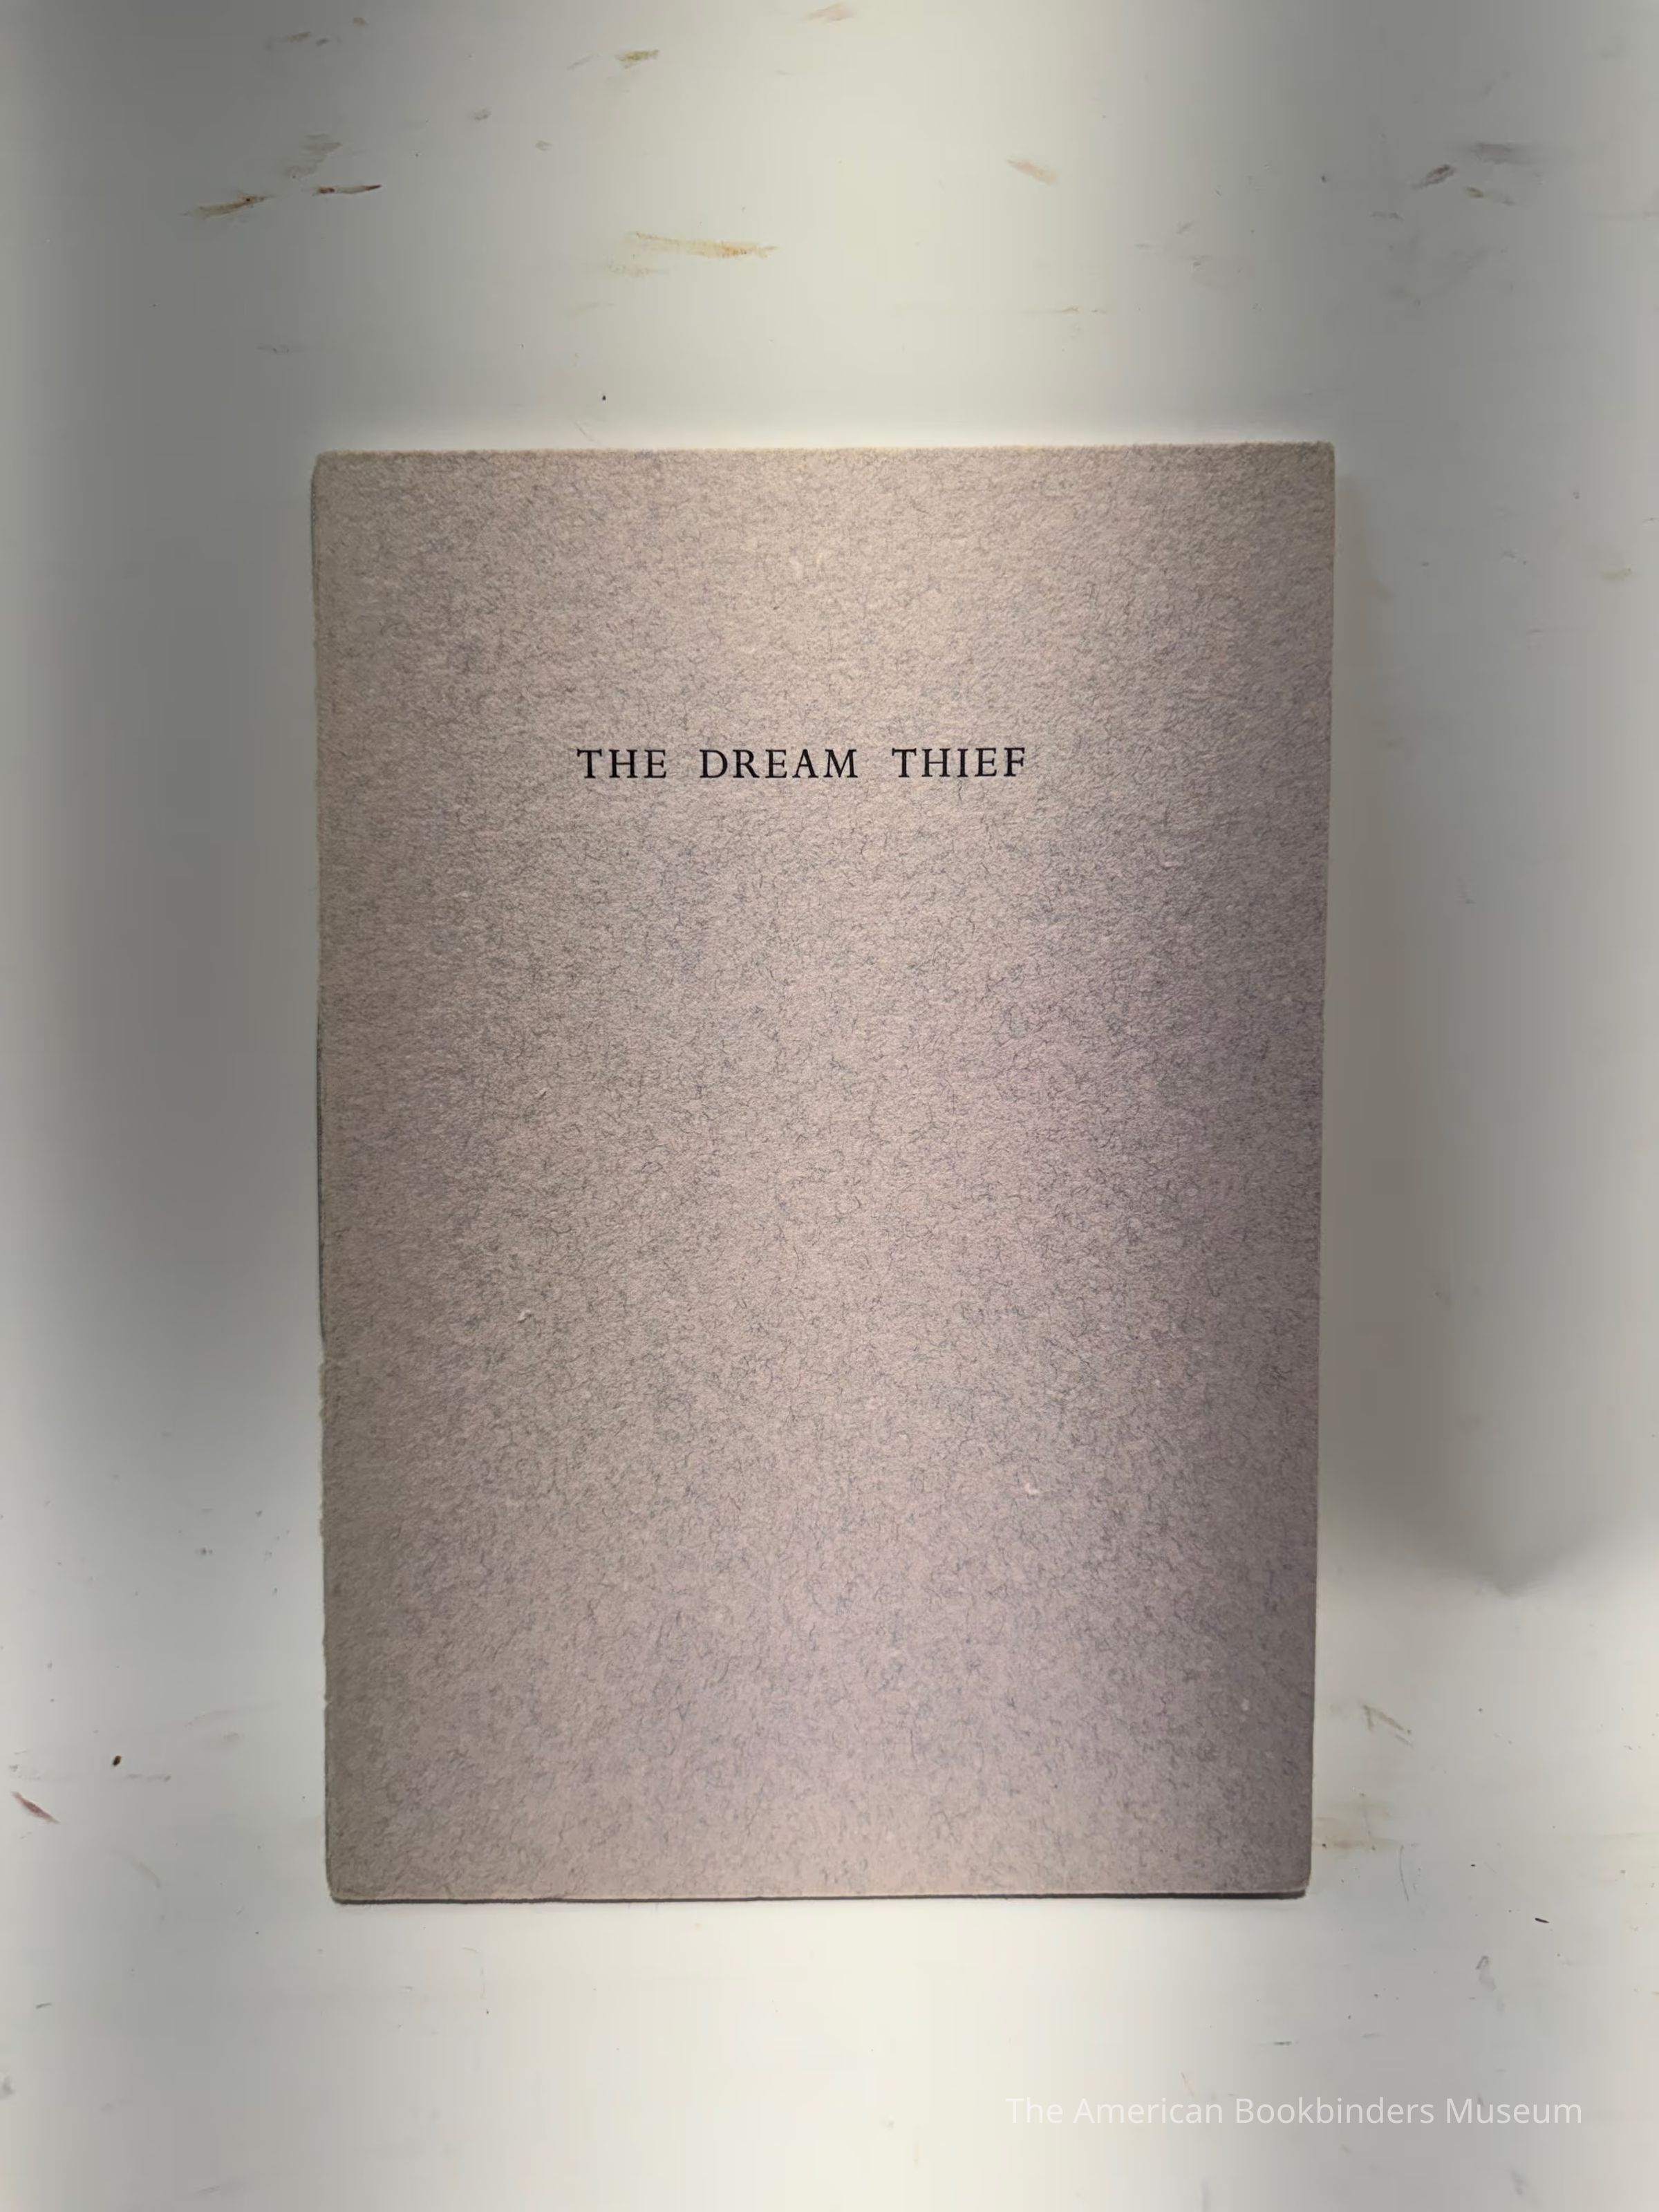 THE DREAM THIEF
The American Bookbinders Museum